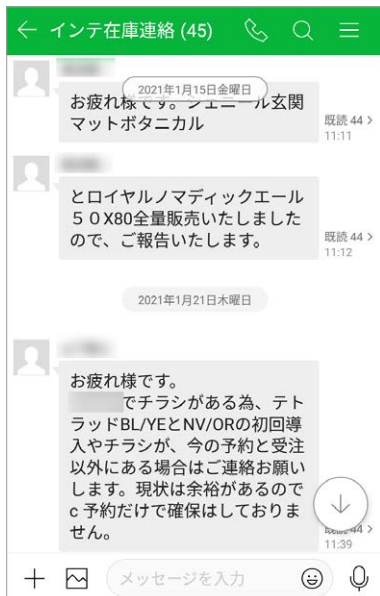 インテ在庫連絡 (45)
2021年1月15日金曜日
お疲れ様です。シェニール玄関
マットボタニカル
既読 44 >
11:11
とロイヤルノマディックエール
５０X80全量販売いたしました
ので、ご報告いたします。
既読 44 >
11:12
2021年1月21日木曜日
お疲れ様です。
でチラシがある為、テト
ラッドBL/YEとNV/ORの初回導
入やチラシが、今の予約と受注
以外にある場合はご連絡お願い
します。現状は余裕があるので
c 予約だけで確保はしておりま
せん。
既読 44 >
11:39
メッセージを入力